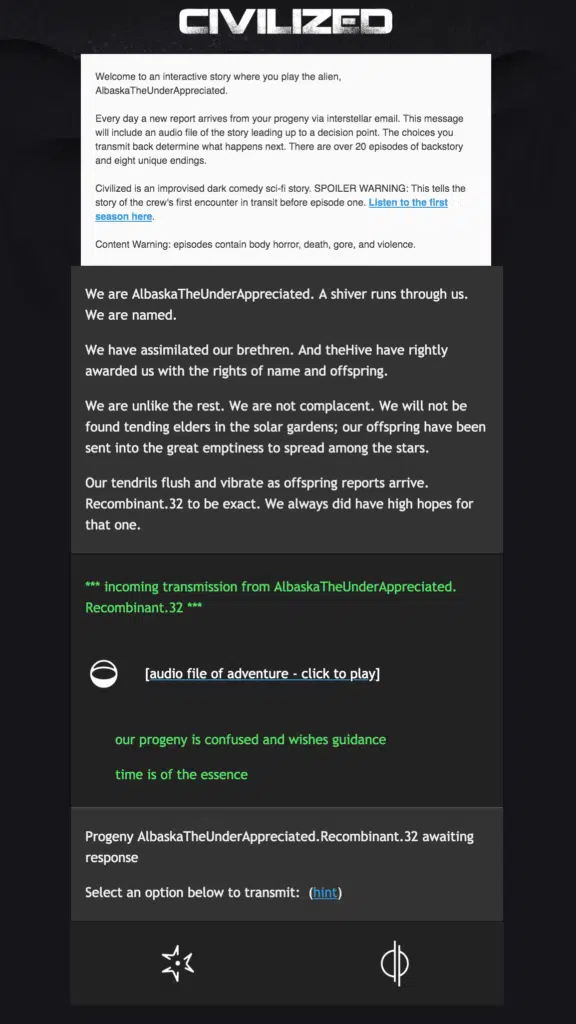 CIVILIZED
Welcome to an interactive story where you play the alien,
AlbaskaTheUnderAppreciated.
Every day a new report arrives from your progeny via interstellar email. This message
will include an audio file of the story leading up to a decision point. The choices you
transmit back determine what happens next. There are over 20 episodes of backstory
and eight unique endings.
Civilized is an improvised dark comedy sci-fi story. SPOILER WARNING: This tells the
story of the crew's first encounter in transit before episode one. Listen to the first
season here.
Content Warning: episodes contain body horror, death, gore, and violence.
We are AlbaskaTheUnderAppreciated. A shiver runs through us.
We are named.
We have assimilated our brethren. And theHive have rightly
awarded us with the rights of name and offspring.
We are unlike the rest. We are not complacent. We will not be
found tending elders in the solar gardens; our offspring have been
sent into the great emptiness to spread among the stars.
Our tendrils flush and vibrate as offspring reports arrive.
Recombinant.32 to be exact. We always did have high hopes for
that one.
*** incoming transmission from AlbaskaTheUnderAppreciated.
Recombinant.32 ***
[audio file of adventure - click to play]
our progeny is confused and wishes guidance
time is of the essence
Progeny AlbaskaTheUnderAppreciated.Recombinant.32 awaiting
response
Select an option below to transmit: (hint)